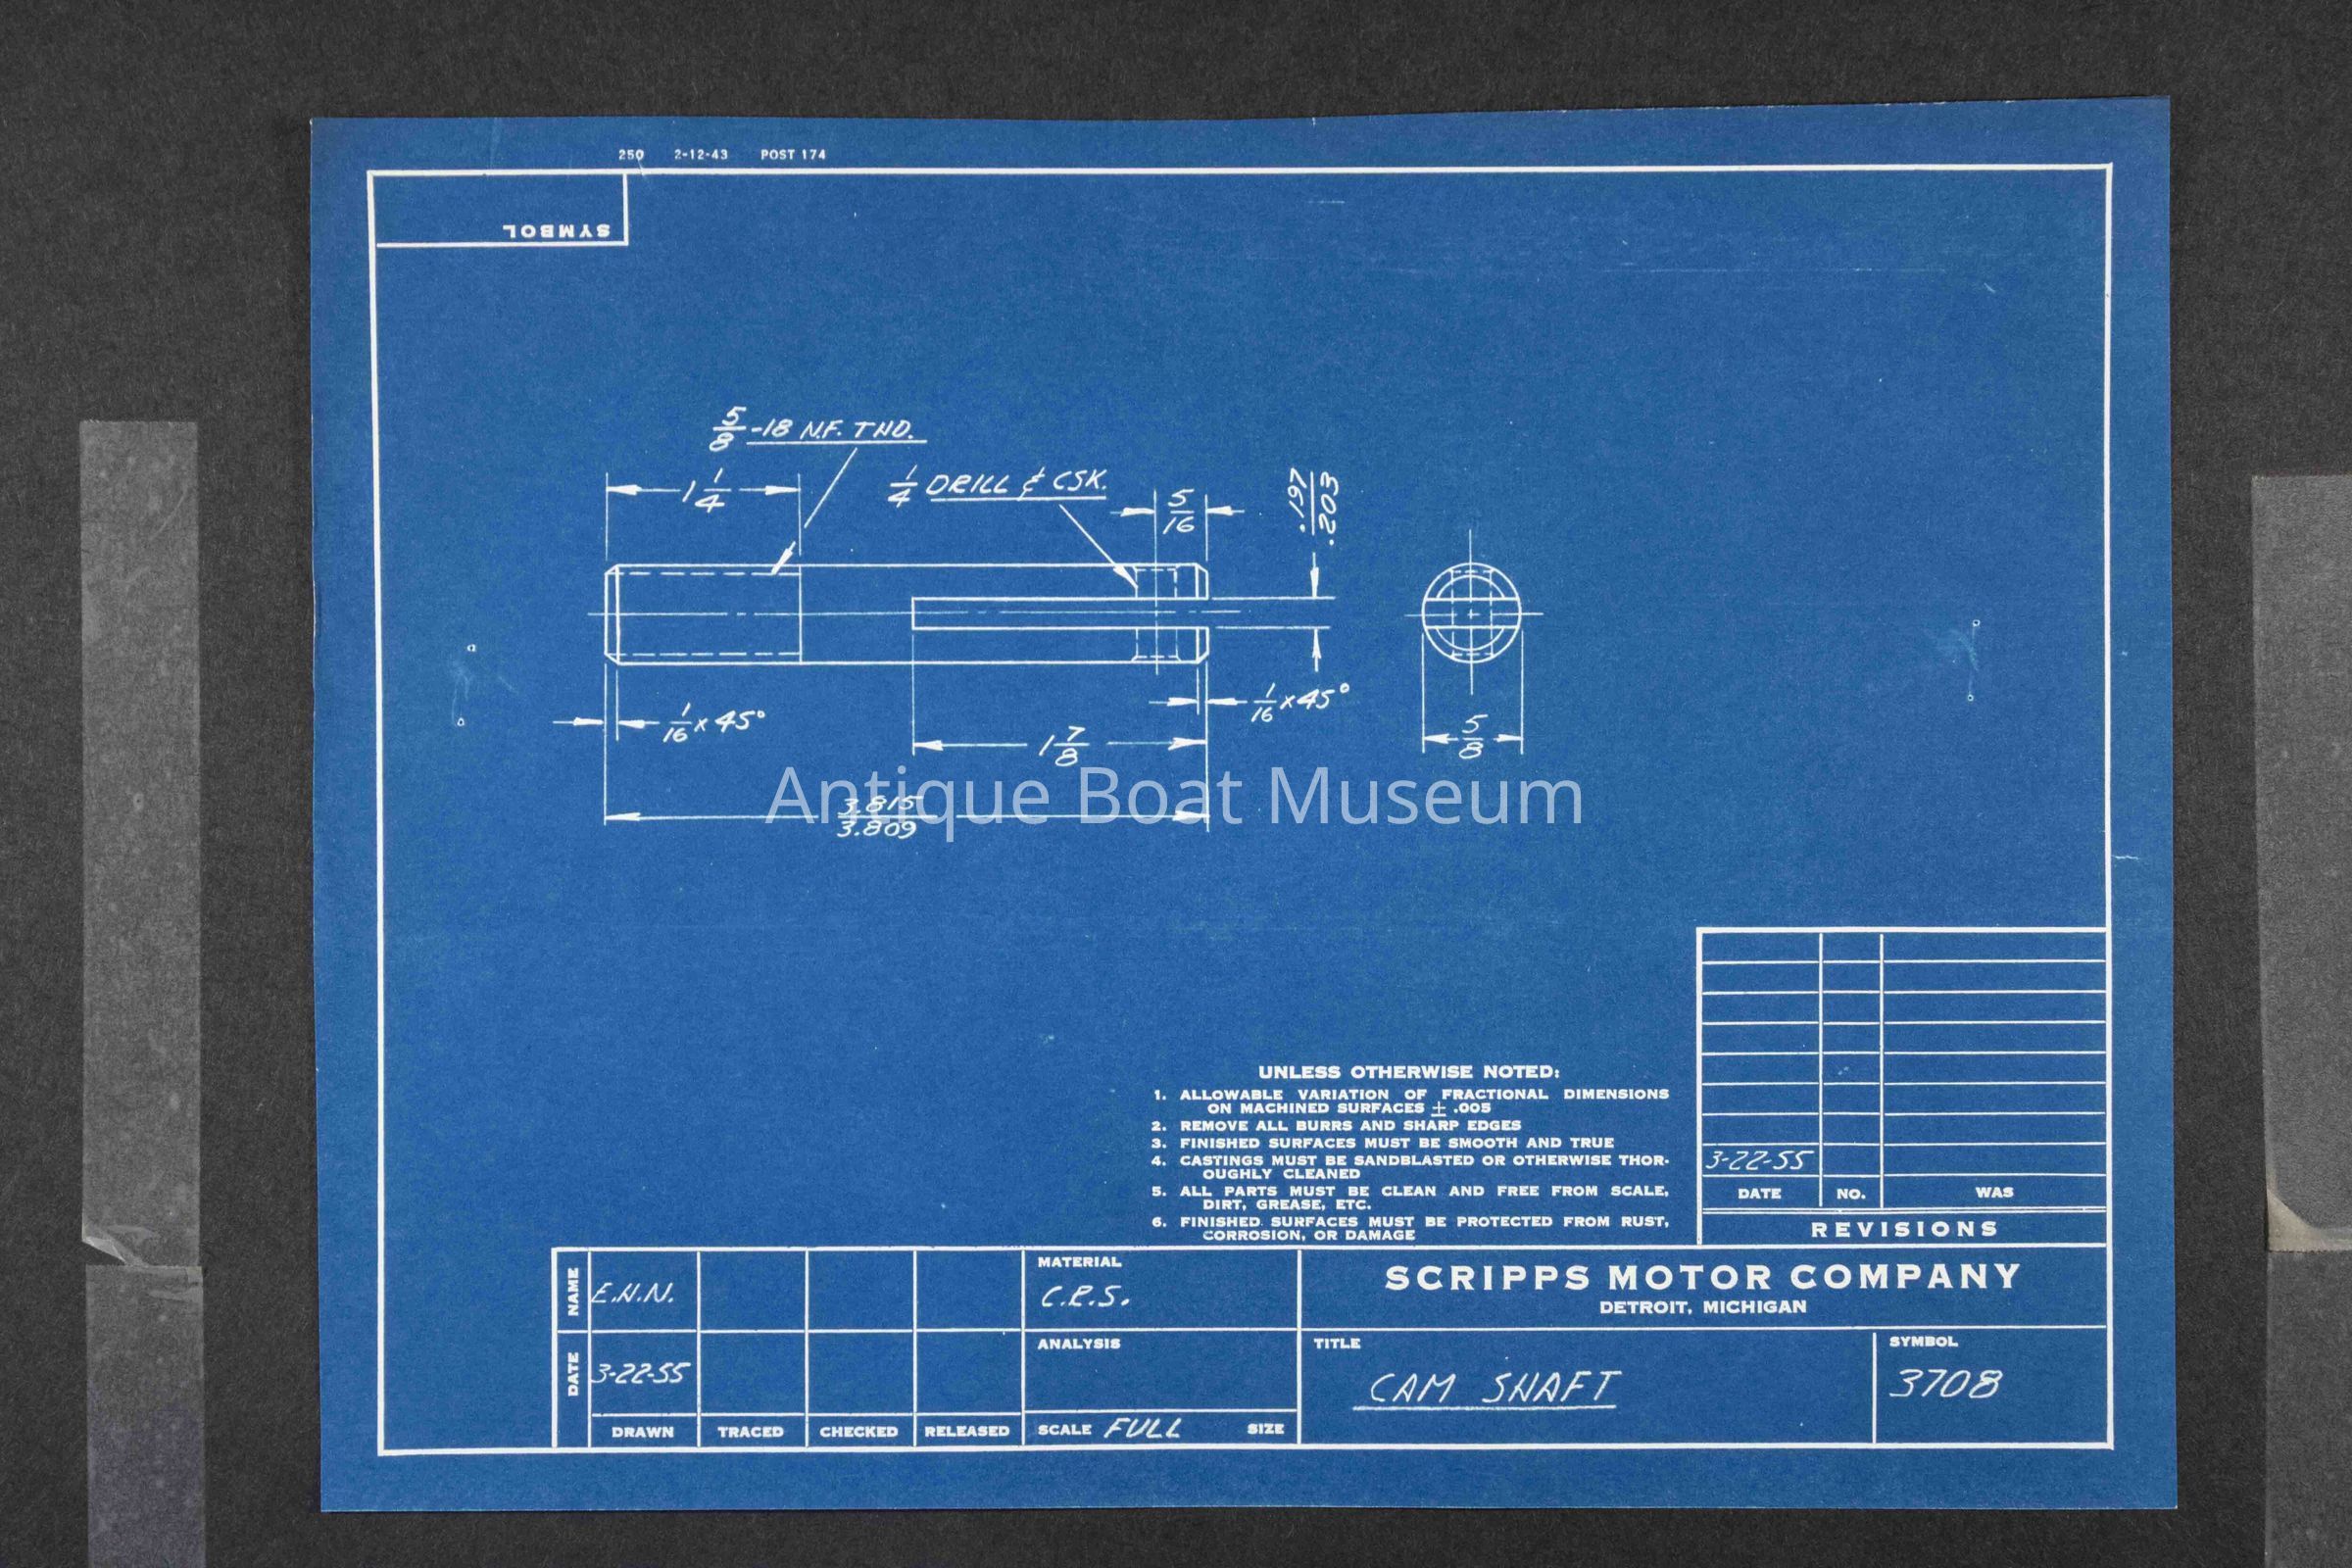 250 2-12-43 POST 174
SYMBOL
5/8 -18 N.F. THD.
1 1/4
1/4 DRILL & CSK.
5/16
.197
.203
1/16 x 45°
1/16 x 45°
1 7/8
5/8
3.815
3.809
Antique Boat Museum
UNLESS OTHERWISE NOTED:
1. ALLOWABLE VARIATION OF FRACTIONAL DIMENSIONS
ON MACHINED SURFACES ± .005
2. REMOVE ALL BURRS AND SHARP EDGES
3. FINISHED SURFACES MUST BE SMOOTH AND TRUE
4. CASTINGS MUST BE SANDBLASTED OR OTHERWISE THOR-
OUGHLY CLEANED
5. ALL PARTS MUST BE CLEAN AND FREE FROM SCALE,
DIRT, GREASE, ETC.
6. FINISHED SURFACES MUST BE PROTECTED FROM RUST,
CORROSION, OR DAMAGE
3-22-55
DATE NO. WAS
REVISIONS
NAME E.H.N.
DATE 3-22-55
DRAWN TRACED CHECKED RELEASED
MATERIAL
C.R.S.
ANALYSIS
SCALE FULL SIZE
SCRIPPS MOTOR COMPANY
DETROIT, MICHIGAN
TITLE
CAM SHAFT
SYMBOL
3708